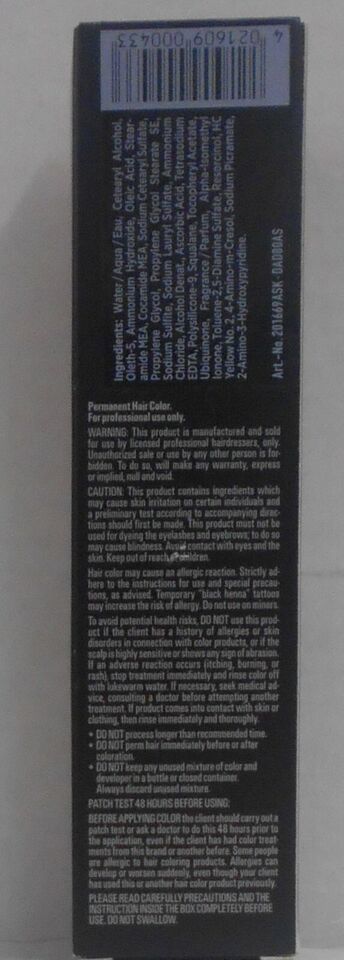 4 021609 000433
Ingredients: Water/Aqua/Eau, Cetearyl Alcohol,
Oleth-5, Ammonium Hydroxide, Oleic Acid, Stear-
amide MEA, Cocamide MEA, Sodium Cetearyl Sulfate,
Propylene Glycol, Propylene Glycol Stearate SE,
Sodium Sulfite, Sodium Lauryl Sulfate, Ammonium
Chloride, Alcohol Denat., Ascorbic Acid, Tetrasodium
EDTA, Polysilicone-9, Squalane, Tocopheryl Acetate,
Ubiquinone, Fragrance/Parfum, Alpha-Isomethyl
Ionone, Toluene-2,5-Diamine Sulfate, Resorcinol, HC
Yellow No. 2, 4-Amino-m-Cresol, Sodium Picramate,
2-Amino-3-Hydroxypyridine.
Art.-No. 201669ASK · DAD00AS
Permanent Hair Color.
For professional use only.
WARNING: This product is manufactured and sold
for use by licensed professional hairdressers, only.
Unauthorized sale or use by any other person is for-
bidden. To do so, will make any warranty, express
or implied, null and void.
CAUTION: This product contains ingredients which
may cause skin irritation on certain individuals and
a preliminary test according to accompanying direc-
tions should first be made. This product must not be
used for dyeing the eyelashes and eyebrows; to do so
may cause blindness. Avoid contact with eyes and the
skin. Keep out of reach of children.
Hair color may cause an allergic reaction. Strictly ad-
here to the instructions for use and special precau-
tions, as advised. Temporary "black henna" tattoos
may increase the risk of allergy. Do not use on minors.
To avoid potential health risks, DO NOT use this prod-
uct if the client has a history of allergies or skin
disorders in connection with color products, or if the
scalp is highly sensitive or shows any sign of abrasion.
If an adverse reaction occurs (itching, burning, or
rash), stop treatment immediately and rinse color off
with lukewarm water. If necessary, seek medical ad-
vice, consulting a doctor before attempting another
treatment. If product comes into contact with skin or
clothing, then rinse immediately and thoroughly.
• DO NOT process longer than recommended time.
• DO NOT perm hair immediately before or after
coloration.
• DO NOT keep any unused mixture of color and
developer in a bottle or closed container.
Always discard unused mixture.
PATCH TEST 48 HOURS BEFORE USING:
BEFORE APPLYING COLOR the client should carry out a
patch test or ask a doctor to do this 48 hours prior to
the application, even if the client has had color treat-
ments from this brand or another before. Some people
are allergic to hair coloring products. Allergies can
develop or worsen suddenly, even though your client
has used this or another hair color product previously.
PLEASE READ CAREFULLY PRECAUTIONS AND THE
INSTRUCTION INSIDE THE BOX COMPLETELY BEFORE
USE. DO NOT SWALLOW.